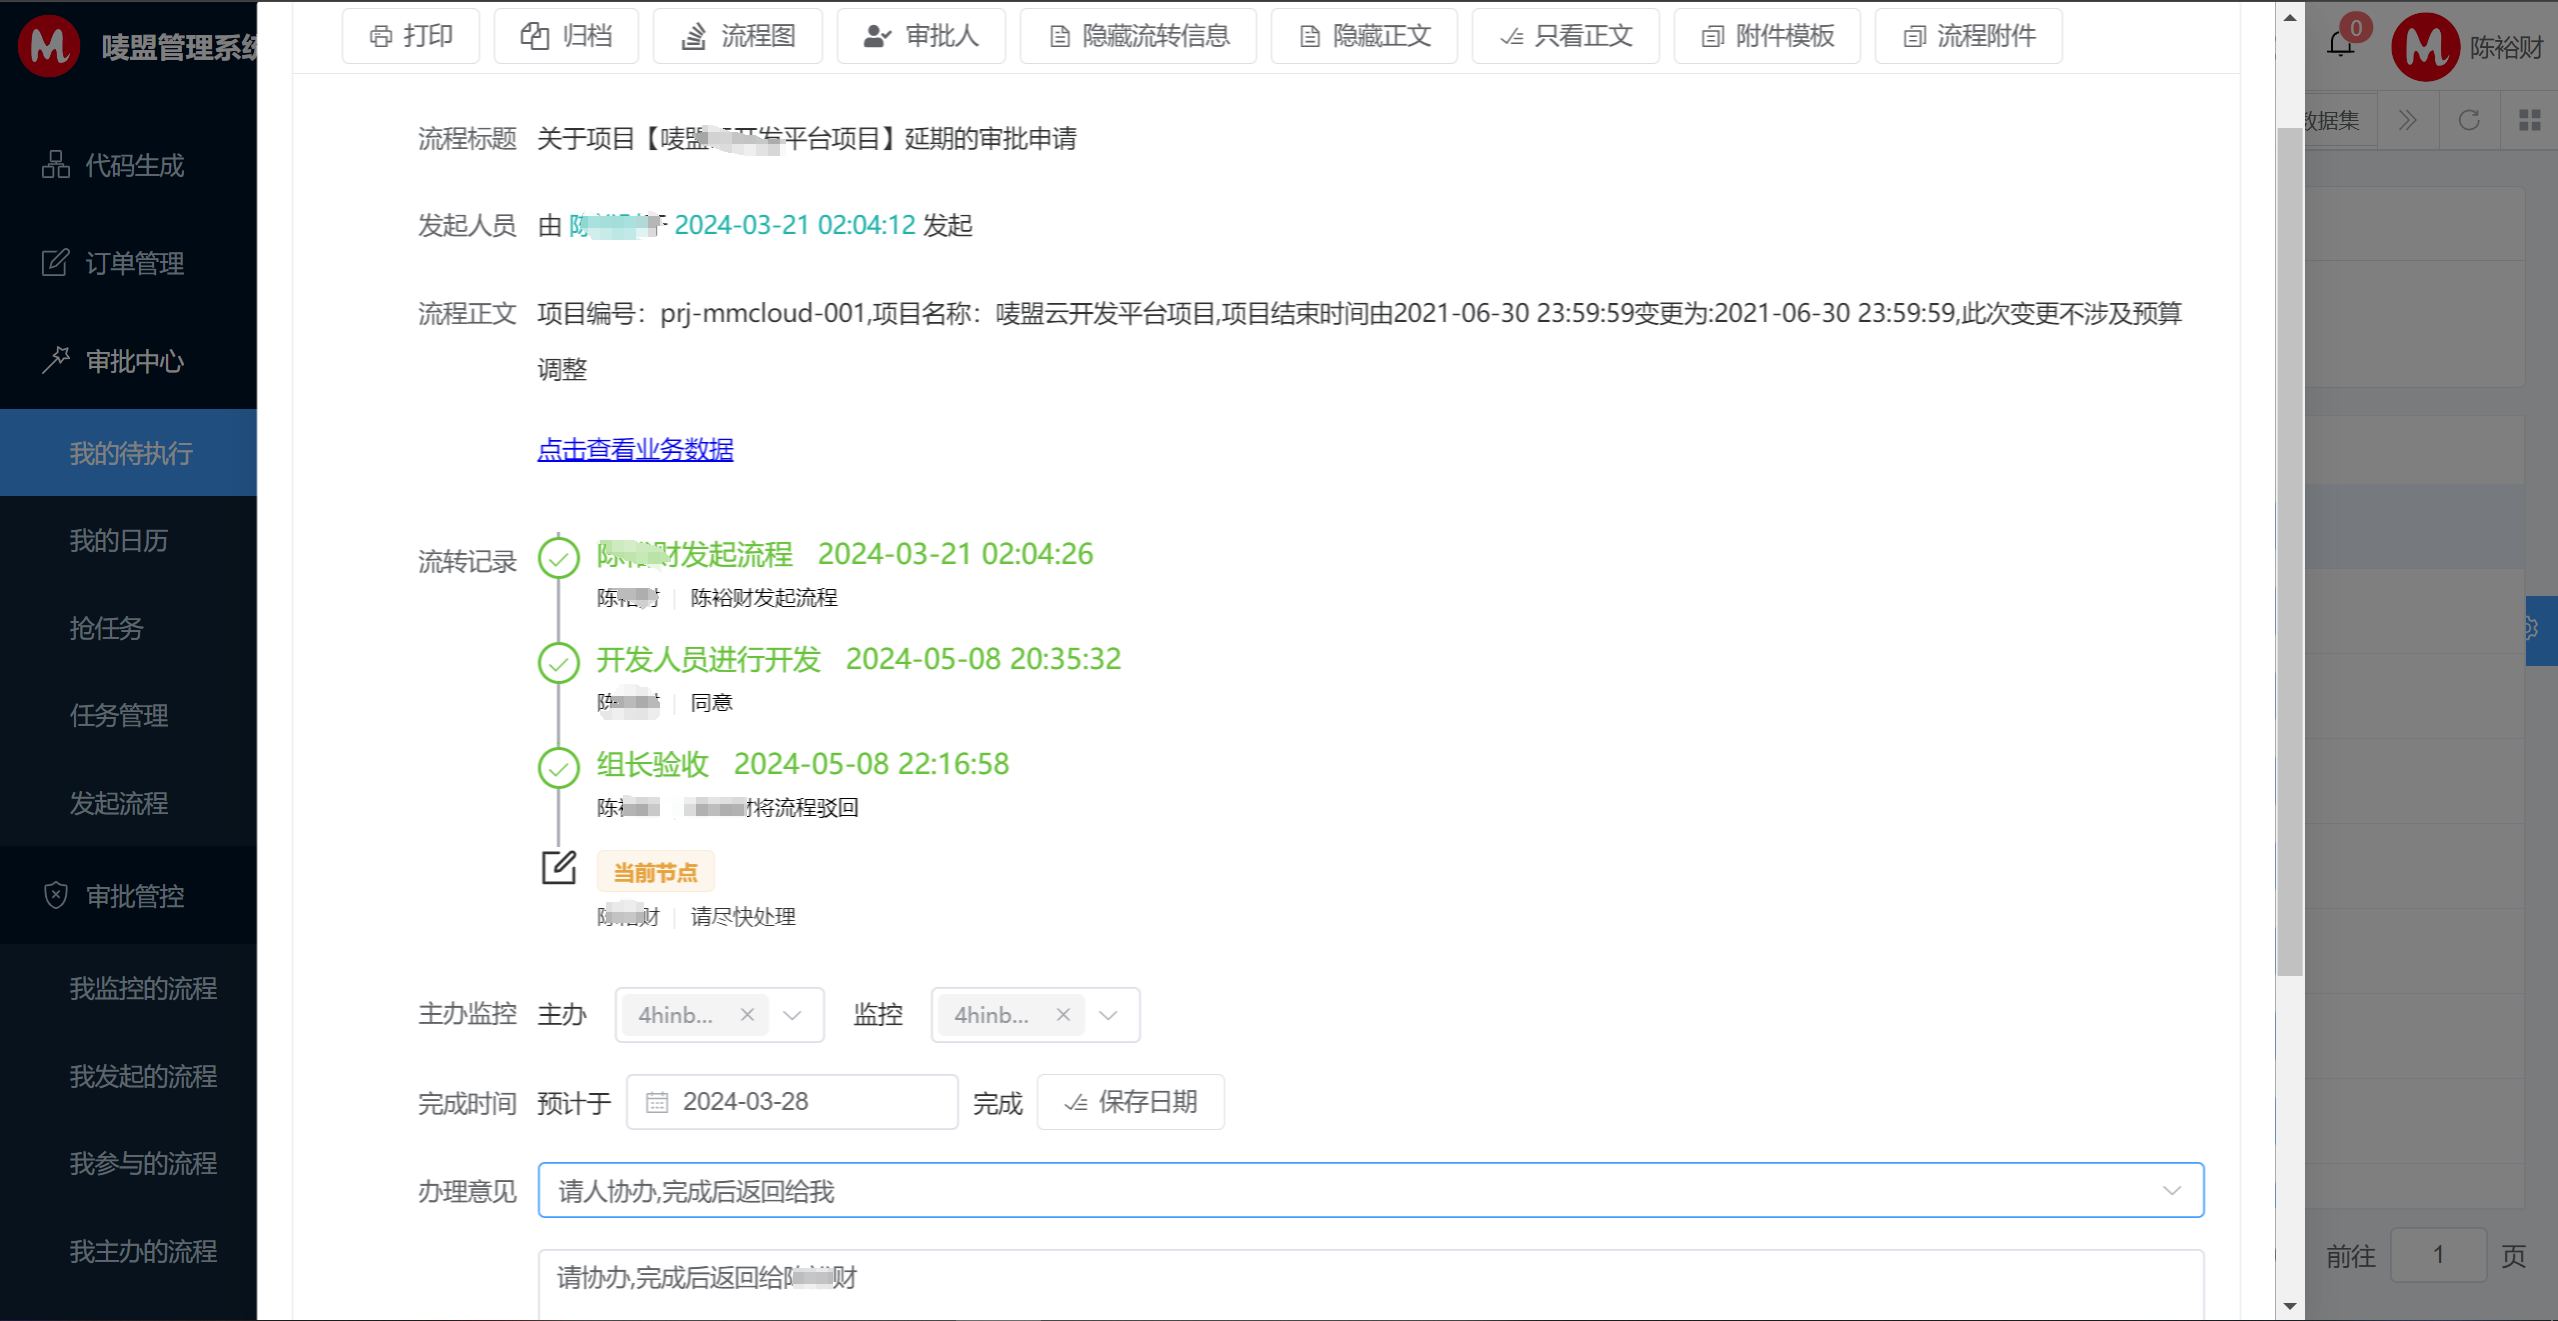 唛盟管理系统
打印
归档
流程图
审批人
隐藏流转信息
隐藏正文
只看正文
附件模板
流程附件
0
陈裕财
数据集
代码生成
订单管理
审批中心
我的待执行
我的日历
抢任务
任务管理
发起流程
审批管控
我监控的流程
我发起的流程
我参与的流程
我主办的流程
流程标题 关于项目【唛盟 开发平台项目】延期的审批申请
发起人员 由 2024-03-21 02:04:12 发起
流程正文 项目编号：prj-mmcloud-001,项目名称：唛盟云开发平台项目,项目结束时间由2021-06-30 23:59:59变更为:2021-06-30 23:59:59,此次变更不涉及预算
调整
点击查看业务数据
流转记录 财发起流程 2024-03-21 02:04:26
陈裕财发起流程
开发人员进行开发 2024-05-08 20:35:32
同意
组长验收 2024-05-08 22:16:58
陈 将流程驳回
当前节点
财 请尽快处理
主办监控 主办 4hinb... 监控 4hinb...
完成时间 预计于 2024-03-28 完成 保存日期
办理意见 请人协办,完成后返回给我
请协办,完成后返回给 财
前往 1 页